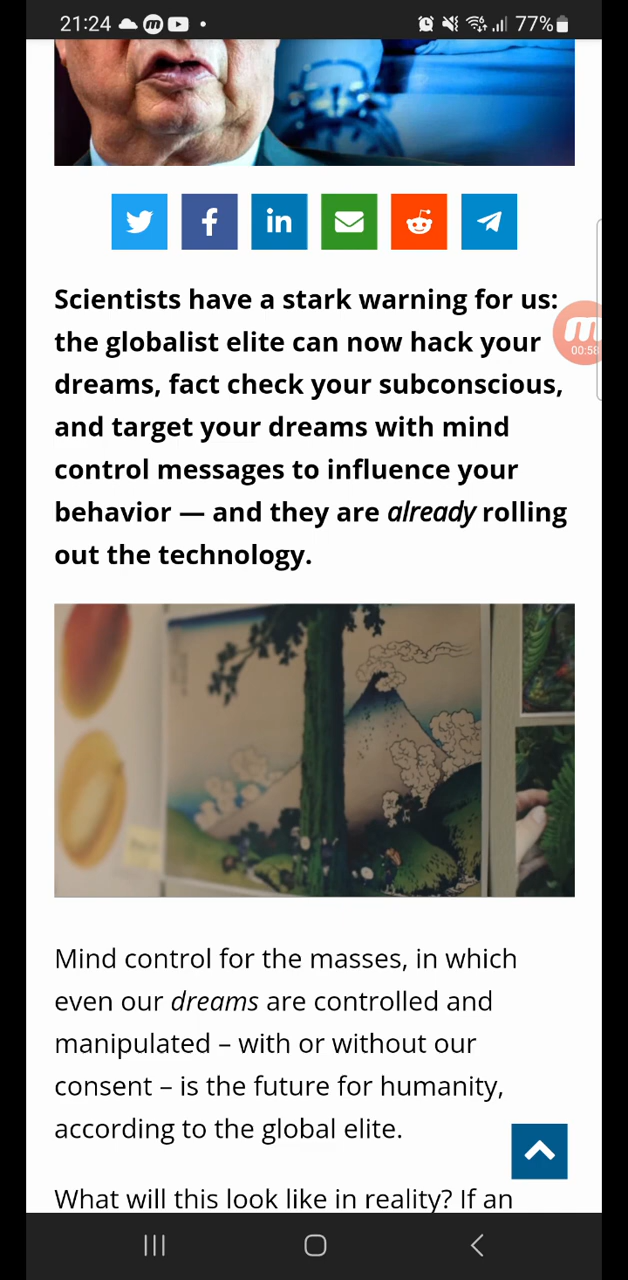 21:24
77%
in
Scientists have a stark warning for us:
the globalist elite can now hack your
00:58
dreams, fact check your subconscious,
and target your dreams with mind
control messages to influence your
behavior — and they are already rolling
out the technology.
Mind control for the masses, in which
even our dreams are controlled and
manipulated – with or without our
consent – is the future for humanity,
according to the global elite.
What will this look like in reality? If an